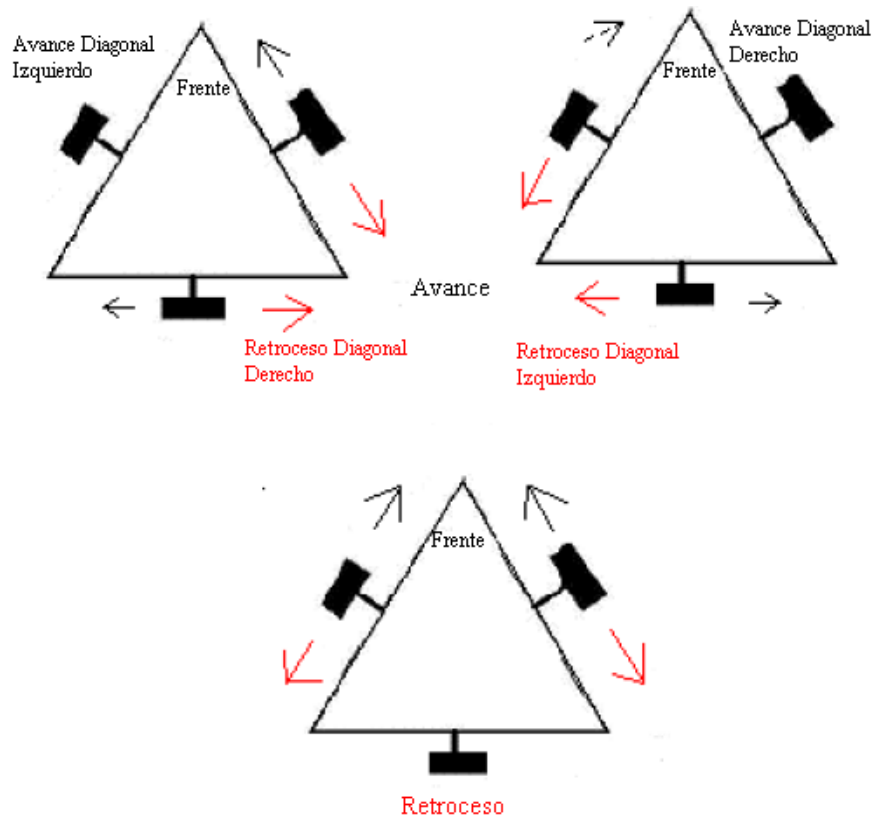 Avance Diagonal
Izquierdo
Frente
Avance Diagonal
Derecho
Frente
Avance
Retroceso Diagonal
Derecho
Retroceso Diagonal
Izquierdo
Frente
Retroceso